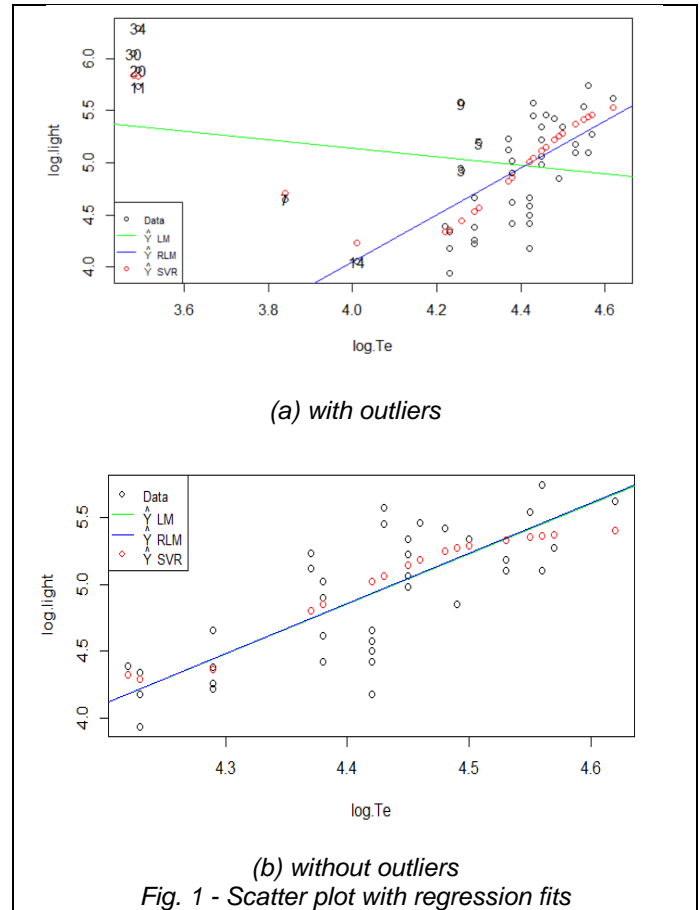 34
30
20
11
9
5
3
7
14
6.0
5.5
5.0
4.5
4.0
log.light
Data
Ŷ LM
Ŷ RLM
Ŷ SVR
3.6 3.8 4.0 4.2 4.4 4.6
log.Te
(a) with outliers
5.5
5.0
4.5
4.0
log.light
Data
Ŷ LM
Ŷ RLM
Ŷ SVR
4.3 4.4 4.5 4.6
log.Te
(b) without outliers
Fig. 1 - Scatter plot with regression fits